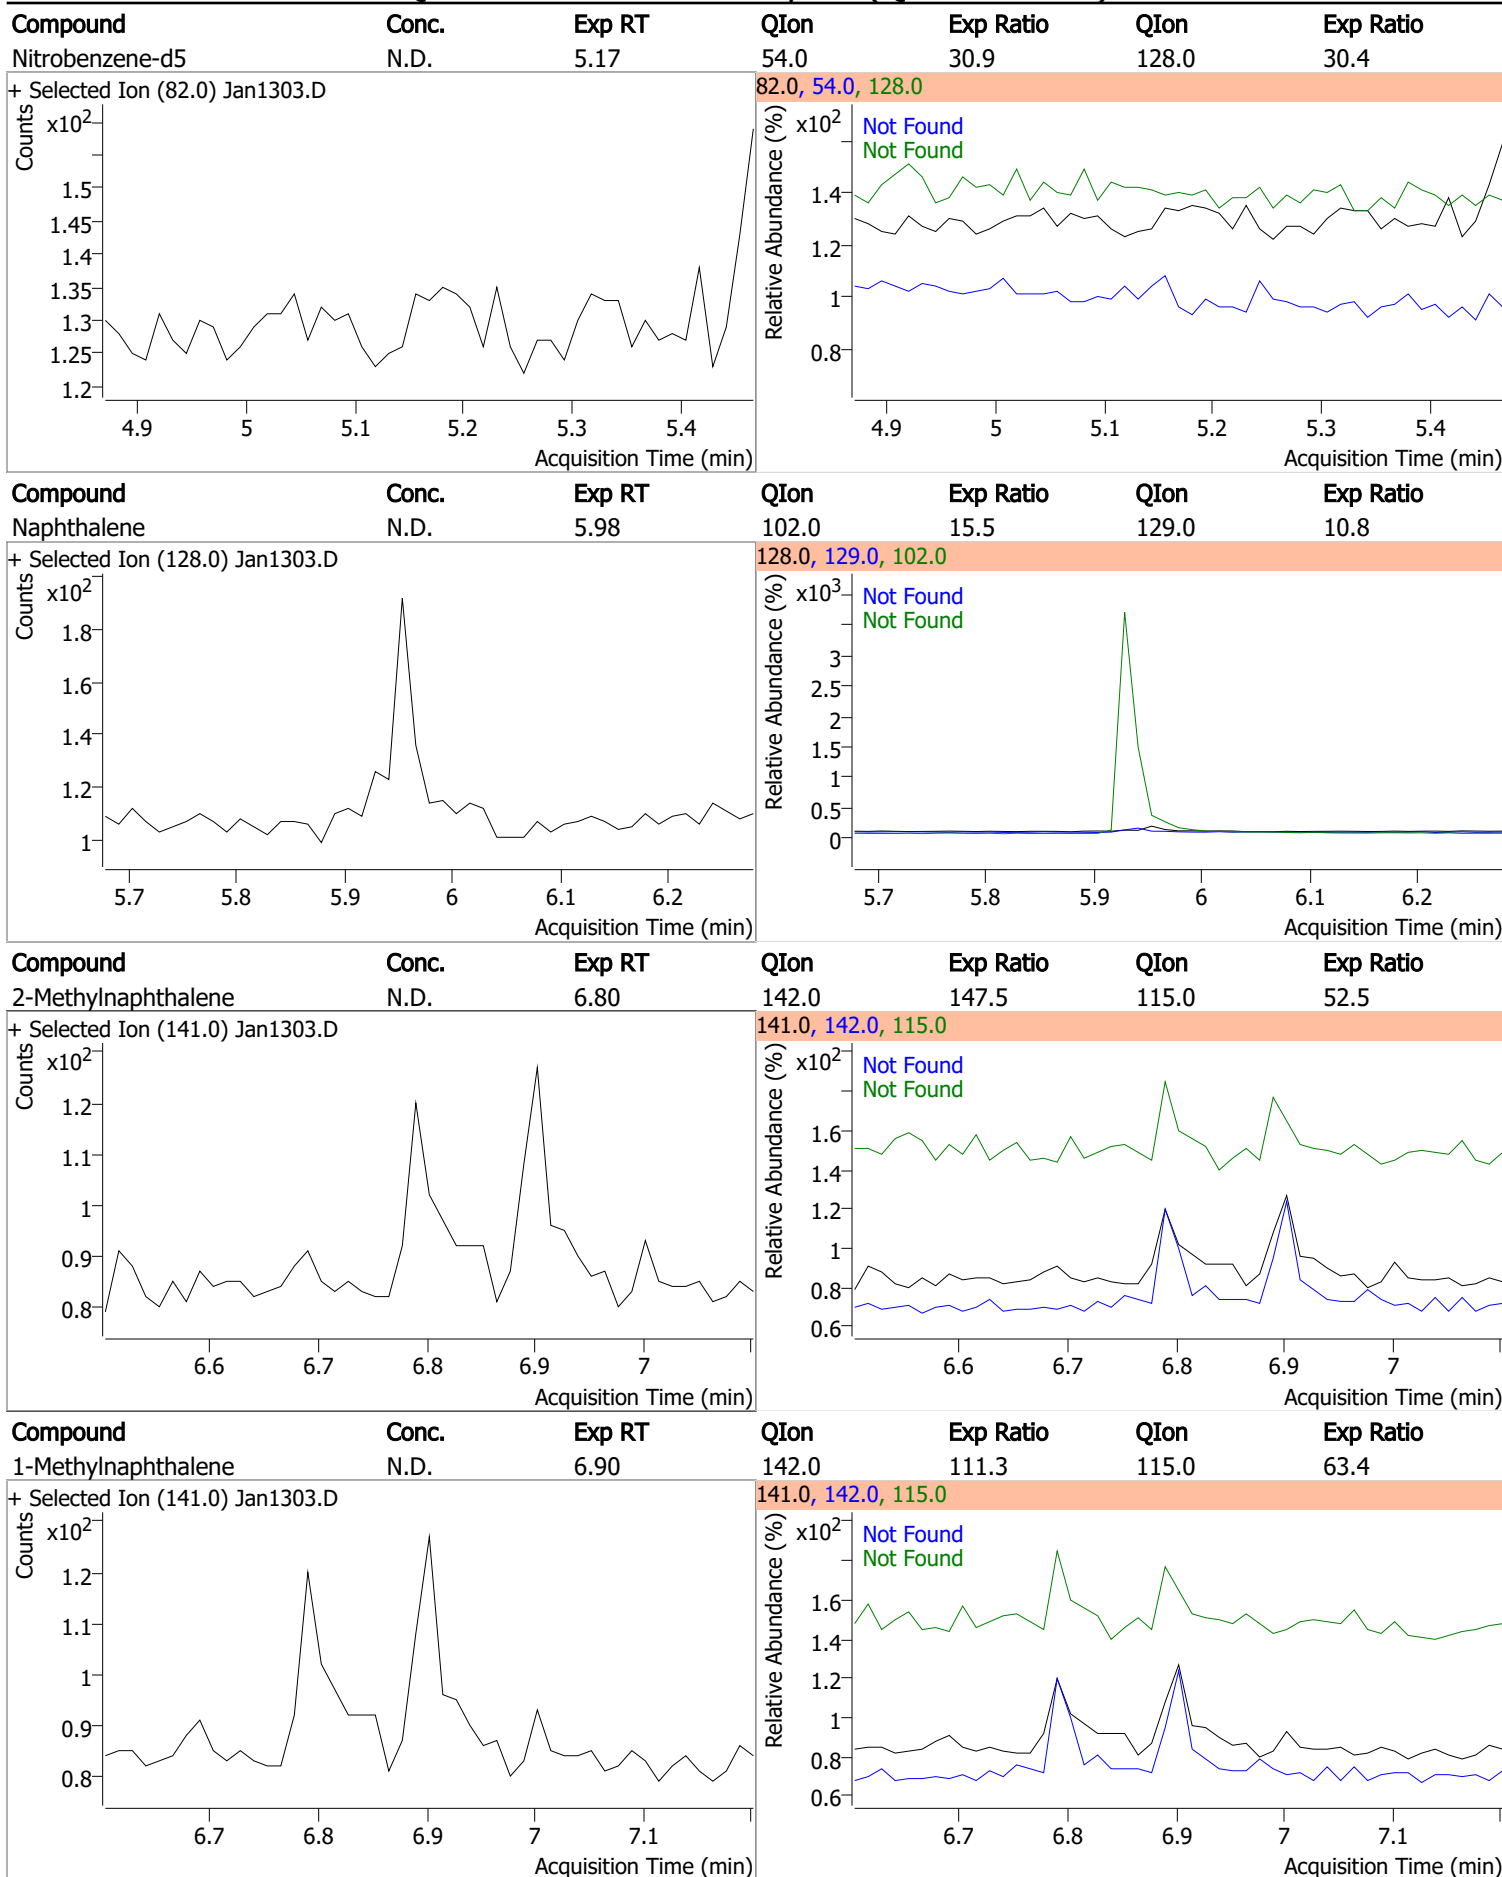 Compound Conc. Exp RT QIon Exp Ratio QIon Exp Ratio
Nitrobenzene-d5 N.D. 5.17 54.0 30.9 128.0 30.4
+ Selected Ion (82.0) Jan1303.D
82.0, 54.0, 128.0
Counts
x10²
1.5
1.45
1.4
1.35
1.3
1.25
1.2
4.9 5 5.1 5.2 5.3 5.4
Acquisition Time (min)
Relative Abundance (%)
x10²
Not Found
Not Found
1.4
1.2
1
0.8
4.9 5 5.1 5.2 5.3 5.4
Acquisition Time (min)
Compound Conc. Exp RT QIon Exp Ratio QIon Exp Ratio
Naphthalene N.D. 5.98 102.0 15.5 129.0 10.8
+ Selected Ion (128.0) Jan1303.D
128.0, 129.0, 102.0
Counts
x10²
1.8
1.6
1.4
1.2
1
5.7 5.8 5.9 6 6.1 6.2
Acquisition Time (min)
Relative Abundance (%)
x10³
Not Found
Not Found
3
2.5
2
1.5
1
0.5
0
5.7 5.8 5.9 6 6.1 6.2
Acquisition Time (min)
Compound Conc. Exp RT QIon Exp Ratio QIon Exp Ratio
2-Methylnaphthalene N.D. 6.80 142.0 147.5 115.0 52.5
+ Selected Ion (141.0) Jan1303.D
141.0, 142.0, 115.0
Counts
x10²
1.2
1.1
1
0.9
0.8
6.6 6.7 6.8 6.9 7
Acquisition Time (min)
Relative Abundance (%)
x10²
Not Found
Not Found
1.6
1.4
1.2
1
0.8
0.6
6.6 6.7 6.8 6.9 7
Acquisition Time (min)
Compound Conc. Exp RT QIon Exp Ratio QIon Exp Ratio
1-Methylnaphthalene N.D. 6.90 142.0 111.3 115.0 63.4
+ Selected Ion (141.0) Jan1303.D
141.0, 142.0, 115.0
Counts
x10²
1.2
1.1
1
0.9
0.8
6.7 6.8 6.9 7 7.1
Acquisition Time (min)
Relative Abundance (%)
x10²
Not Found
Not Found
1.6
1.4
1.2
1
0.8
0.6
6.7 6.8 6.9 7 7.1
Acquisition Time (min)